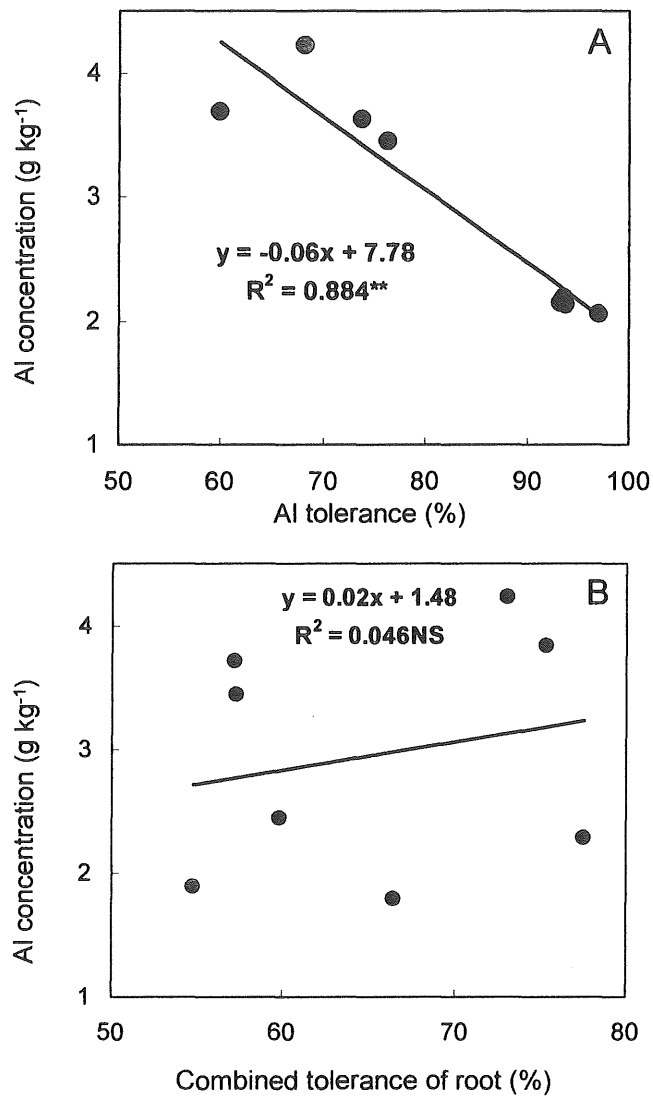 A
4
3
2
1
Al concentration (g kg⁻¹)
y = -0.06x + 7.78
R² = 0.884**
50 60 70 80 90 100
Al tolerance (%)
B
y = 0.02x + 1.48
R² = 0.046NS
4
3
2
1
Al concentration (g kg⁻¹)
50 60 70 80
Combined tolerance of root (%)